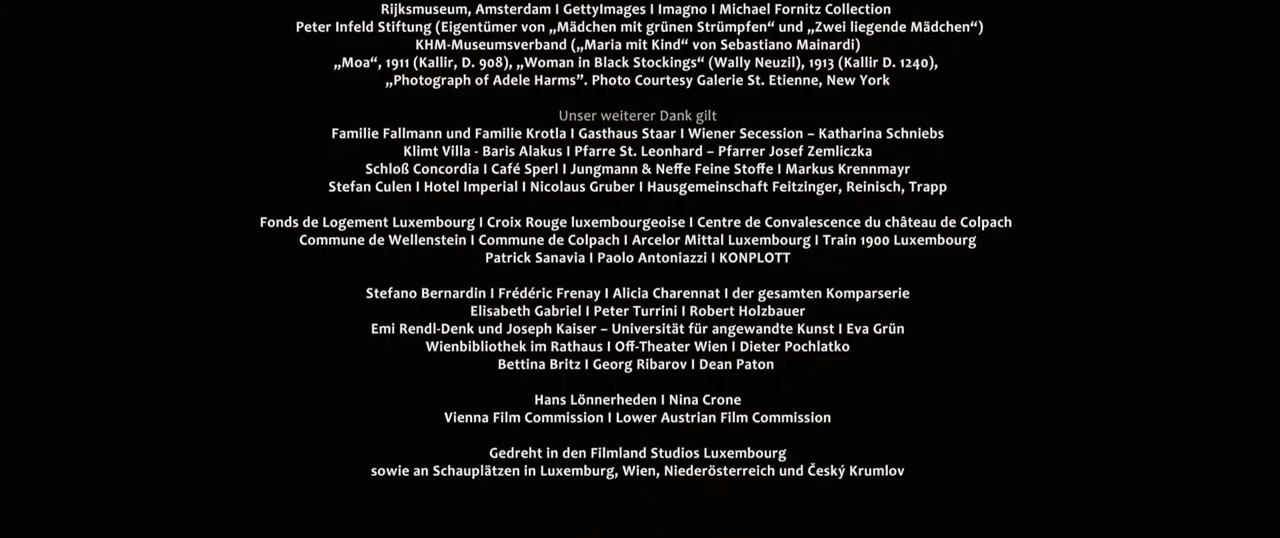 Rijksmuseum, Amsterdam I GettyImages I Imagno I Michael Fornitz Collection
Peter Infeld Stiftung (Eigentümer von „Mädchen mit grünen Strümpfen“ und „Zwei liegende Mädchen“)
KHM-Museumsverband („Maria mit Kind“ von Sebastiano Mainardi)
„Moa“, 1911 (Kallir, D. 908), „Woman in Black Stockings“ (Wally Neuzil), 1913 (Kallir D. 1240),
„Photograph of Adele Harms”. Photo Courtesy Galerie St. Etienne, New York
Unser weiterer Dank gilt
Familie Fallmann und Familie Krotla I Gasthaus Staar I Wiener Secession – Katharina Schniebs
Klimt Villa - Baris Alakus I Pfarre St. Leonhard – Pfarrer Josef Zemliczka
Schloß Concordia I Café Sperl I Jungmann & Neffe Feine Stoffe I Markus Krennmayr
Stefan Culen I Hotel Imperial I Nicolaus Gruber I Hausgemeinschaft Feitzinger, Reinisch, Trapp
Fonds de Logement Luxembourg I Croix Rouge luxembourgeoise I Centre de Convalescence du château de Colpach
Commune de Wellenstein I Commune de Colpach I Arcelor Mittal Luxembourg I Train 1900 Luxembourg
Patrick Sanavia I Paolo Antoniazzi I KONPLOTT
Stefano Bernardin I Frédéric Frenay I Alicia Charennat I der gesamten Komparserie
Elisabeth Gabriel I Peter Turrini I Robert Holzbauer
Emi Rendl-Denk und Joseph Kaiser – Universität für angewandte Kunst I Eva Grün
Wienbibliothek im Rathaus I Off-Theater Wien I Dieter Pochlatko
Bettina Britz I Georg Ribarov I Dean Paton
Hans Lönnerheden I Nina Crone
Vienna Film Commission I Lower Austrian Film Commission
Gedreht in den Filmland Studios Luxembourg
sowie an Schauplätzen in Luxemburg, Wien, Niederösterreich und Český Krumlov